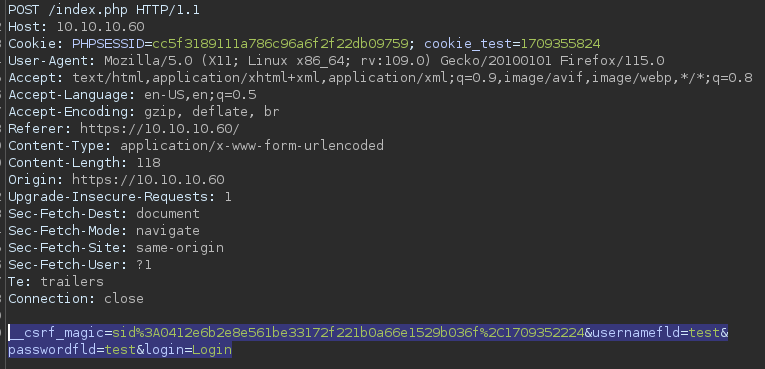 POST /index.php HTTP/1.1
Host: 10.10.10.60
Cookie: PHPSESSID=cc5f3189111a786c96a6f2f22db09759; cookie_test=1709355824
User-Agent: Mozilla/5.0 (X11; Linux x86_64; rv:109.0) Gecko/20100101 Firefox/115.0
Accept: text/html,application/xhtml+xml,application/xml;q=0.9,image/avif,image/webp,*/*;q=0.8
Accept-Language: en-US,en;q=0.5
Accept-Encoding: gzip, deflate, br
Referer: https://10.10.10.60/
Content-Type: application/x-www-form-urlencoded
Content-Length: 118
Origin: https://10.10.10.60
Upgrade-Insecure-Requests: 1
Sec-Fetch-Dest: document
Sec-Fetch-Mode: navigate
Sec-Fetch-Site: same-origin
Sec-Fetch-User: ?1
Te: trailers
Connection: close
__csrf_magic=sid%3A0412e6b2e8e561be33172f221b0a66e1529b036f%2C1709352224&usernamefld=test&
passwordfld=test&login=Login